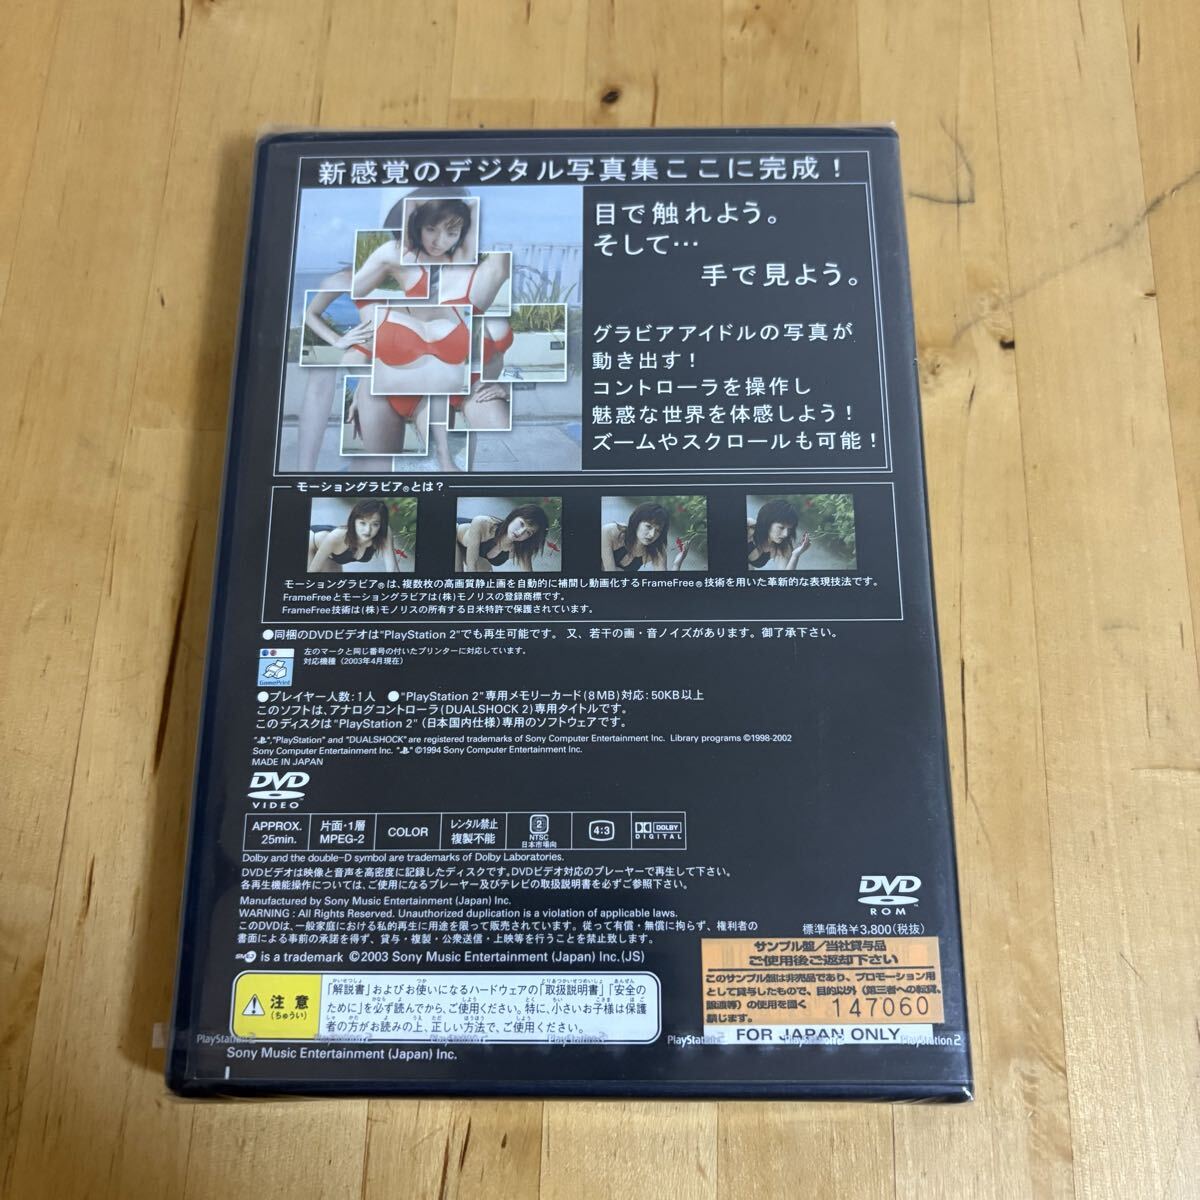 新感覚のデジタル写真集ここに完成！
目で触れよう。
そして…
手で見よう。
グラビアアイドルの写真が
動き出す！
コントローラを操作し
魅惑な世界を体感しよう！
ズームやスクロールも可能！
モーショングラビア®とは？
モーショングラビア®は、複数枚の高画質静止画を自動的に補間し動画化するFrameFree®技術を用いた革新的な表現技法です。
FrameFreeとモーショングラビアは(株)モノリスの登録商標です。
FrameFree技術は(株)モノリスの所有する日米特許で保護されています。
●同梱のDVDビデオは"PlayStation 2"でも再生可能です。又、若干の画・音ノイズがあります。御了承下さい。
左のマークと同じ番号の付いたプリンターに対応しています。
対応機種（2003年4月現在）
GamePrint
●プレイヤー人数：1人 ●"PlayStation 2"専用メモリーカード(8MB)対応：50KB以上
このソフトは、アナログコントローラ(DUALSHOCK 2)専用タイトルです。
このディスクは"PlayStation 2"（日本国内仕様）専用のソフトウェアです。
"PS","PlayStation" and "DUALSHOCK" are registered trademarks of Sony Computer Entertainment Inc. Library programs ©1998-2002
Sony Computer Entertainment Inc. "PS" ©1994 Sony Computer Entertainment Inc.
MADE IN JAPAN
DVD
VIDEO
APPROX. 25min.
片面・1層 MPEG-2
COLOR
レンタル禁止 複製不能
2 NTSC 日本市場向
4:3
DOLBY DIGITAL
Dolby and the double-D symbol are trademarks of Dolby Laboratories.
DVDビデオは映像と音声を高密度に記録したディスクです。DVDビデオ対応のプレーヤーで再生して下さい。
各再生機能操作については、ご使用になるプレーヤー及びテレビの取扱説明書を必ずご参照下さい。
Manufactured by Sony Music Entertainment (Japan) Inc.
WARNING : All Rights Reserved. Unauthorized duplication is a violation of applicable laws.
このDVDは、一般家庭における私的再生に用途を限って販売されています。従って有償・無償に拘らず、権利者の
書面による事前の承諾を得ず、貸与・複製・公衆送信・上映等を行うことを禁止致します。
is a trademark ©2003 Sony Music Entertainment (Japan) Inc.(JS)
DVD
ROM
標準価格￥3,800(税抜)
サンプル盤／当社貸与品
ご使用後ご返却下さい
このサンプル盤は非売品であり、プロモーション用
として貸与したもので、目的以外（第三者への転貸、
譲渡等）の使用を固く
禁じます。
147060
FOR JAPAN ONLY
注意
（ちゅうい）
「解説書」およびお使いになるハードウェアの「取扱説明書」「安全の
ために」を必ず読んでから、ご使用ください。特に、小さいお子様は保護
者の方がお読みの上、正しい方法で、ご使用ください。
PlayStation 2
PlayStation 2
PlayStation 2
PlayStation 2
PlayStation 2
PlayStation 2
PlayStation 2
Sony Music Entertainment (Japan) Inc.